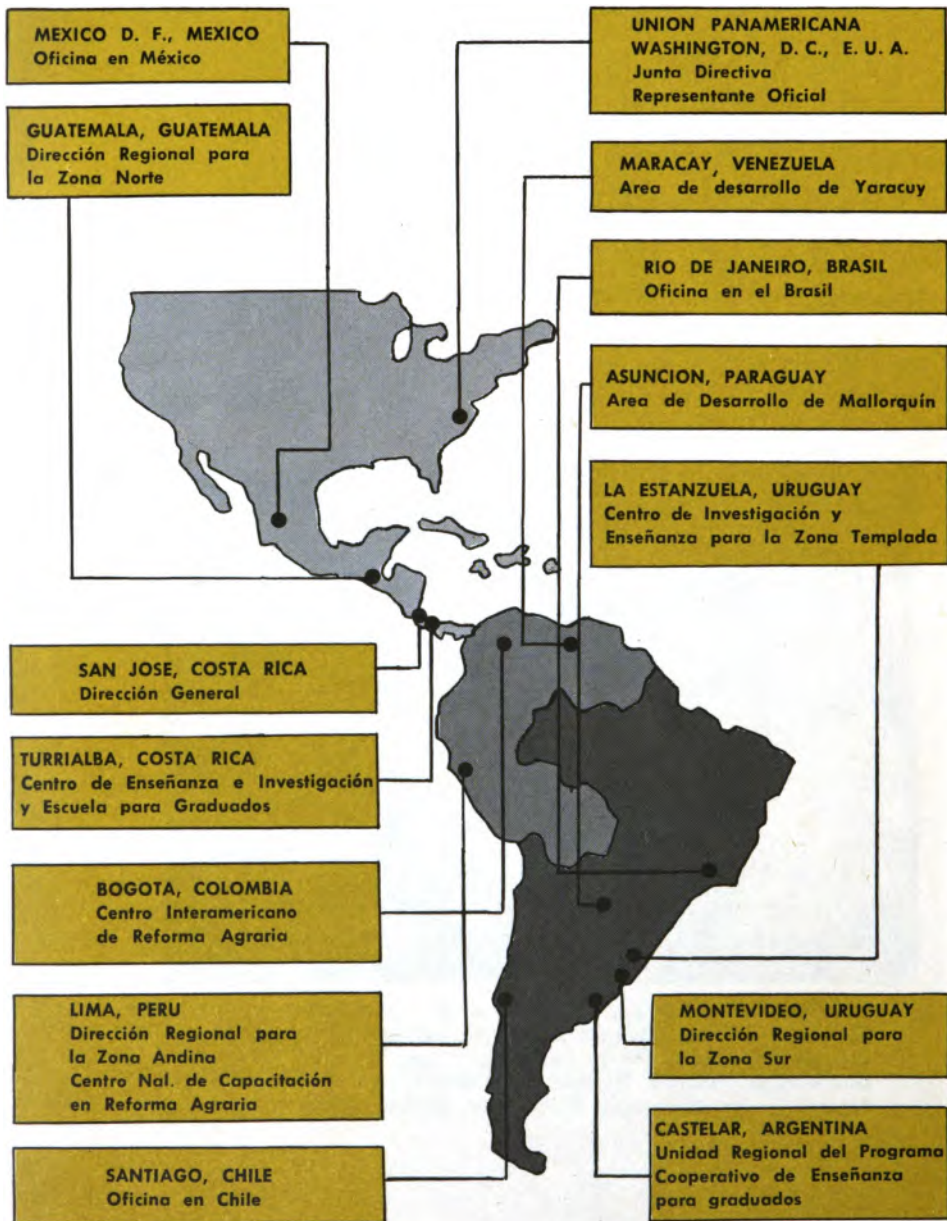 MEXICO D. F., MEXICO
Oficina en México
GUATEMALA, GUATEMALA
Dirección Regional para
la Zona Norte
UNION PANAMERICANA
WASHINGTON, D. C., E. U. A.
Junta Directiva
Representante Oficial
MARACAY, VENEZUELA
Area de desarrollo de Yaracuy
RIO DE JANEIRO, BRASIL
Oficina en el Brasil
ASUNCION, PARAGUAY
Area de Desarrollo de Mallorquín
LA ESTANZUELA, URUGUAY
Centro de Investigación y
Enseñanza para la Zona Templada
SAN JOSE, COSTA RICA
Dirección General
TURRIALBA, COSTA RICA
Centro de Enseñanza e Investigación
y Escuela para Graduados
BOGOTA, COLOMBIA
Centro Interamericano
de Reforma Agraria
LIMA, PERU
Dirección Regional para
la Zona Andina
Centro Nal. de Capacitación
en Reforma Agraria
SANTIAGO, CHILE
Oficina en Chile
MONTEVIDEO, URUGUAY
Dirección Regional para
la Zona Sur
CASTELAR, ARGENTINA
Unidad Regional del Programa
Cooperativo de Enseñanza
para graduados